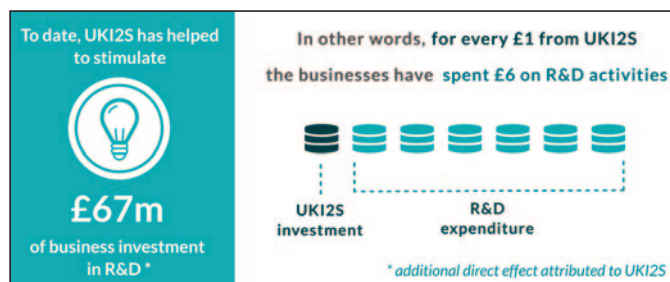 To date, UKI2S has helped
to stimulate
£67m
of business investment
in R&D *
In other words, for every £1 from UKI2S
the businesses have spent £6 on R&D activities
UKI2S
investment
R&D
expenditure
* additional direct effect attributed to UKI2S